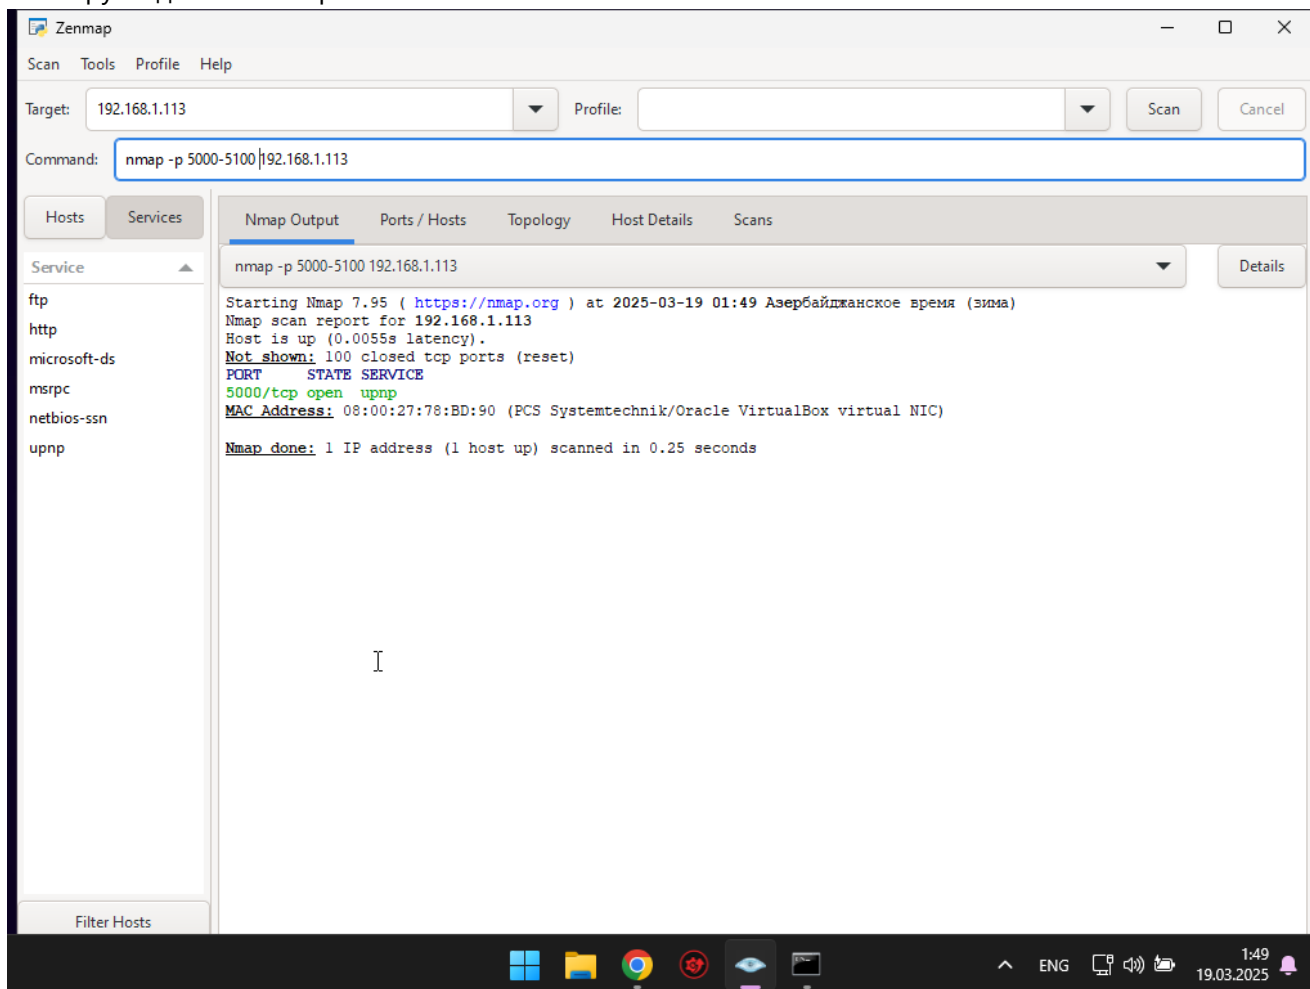 Zenmap
Scan Tools Profile Help
Target: 192.168.1.113 Profile: Scan Cancel
Command: nmap -p 5000-5100 192.168.1.113
Hosts Services
Nmap Output Ports / Hosts Topology Host Details Scans
Service
nmap -p 5000-5100 192.168.1.113 Details
ftp
http
microsoft-ds
msrpc
netbios-ssn
upnp
Starting Nmap 7.95 ( https://nmap.org ) at 2025-03-19 01:49 Азербайджанское время (зима)
Nmap scan report for 192.168.1.113
Host is up (0.0055s latency).
Not shown: 100 closed tcp ports (reset)
PORT STATE SERVICE
5000/tcp open upnp
MAC Address: 08:00:27:78:BD:90 (PCS Systemtechnik/Oracle VirtualBox virtual NIC)
Nmap done: 1 IP address (1 host up) scanned in 0.25 seconds
Filter Hosts
ENG
1:49
19.03.2025